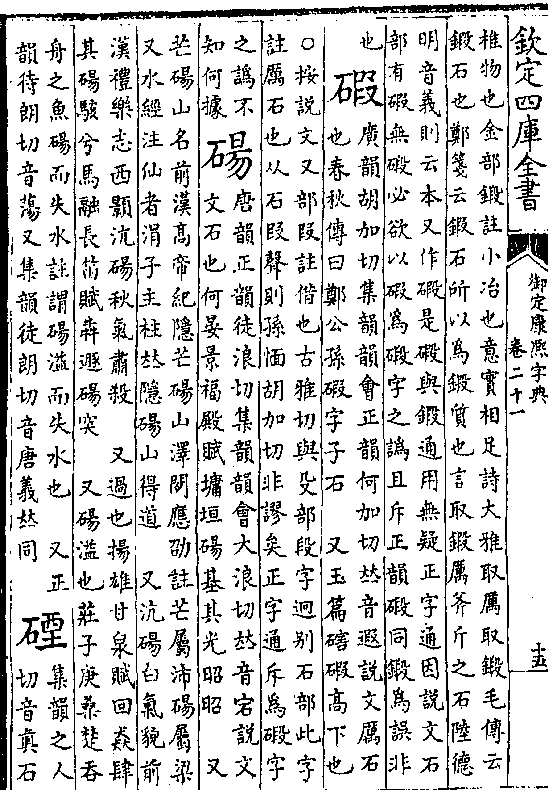 欽定四庫全書
御定康熙字典
卷二十一
十五
椎物也金部鍛註小冶也意實相足詩大雅取厲取鍛毛傳云
鍛石也鄭箋云鍛石所以為鍛質也言取鍛厲斧斤之石陸德
明音義則云本又作碫是碫與鍛通用無疑正字通因說文石
部有碬無碫必欲以碬為碫字之譌且斥正韻碫同鍛為誤非
也
碬
廣韻胡加切集韻韻會正韻何加切𠀤音遐說文厲石
也春秋傳曰鄭公孫碬字子石 又玉篇磍碬高下也
○按說文又部叚註借也古雅切與殳部段字迥别石部此字
註厲石也从石叚聲則孫愐胡加切非謬矣正字通斥為碫字
之譌不
知何據
碭
唐韻正韻徒浪切集韻韻會大浪切𠀤音宕說文
文石也何晏景福殿賦墉垣碭基其光昭昭 又
芒碭山名前漢高帝紀隱芒碭山澤間應劭註芒屬沛碭屬梁
又水經注仙者涓子主柱𠀤隱碭山得道 又沆碭白氣貌前
漢禮樂志西顥沆碭秋氣肅殺 又過也揚雄甘泉賦回猋肆
其碭駭兮馬融長笛賦犇遯碭突 又碭溢也莊子庚桑楚吞
舟之魚碭而失水註謂碭溢而失水也 又正
韻待朗切音蕩又集韻徒朗切音唐義𠀤同
集韻之人
切音真石